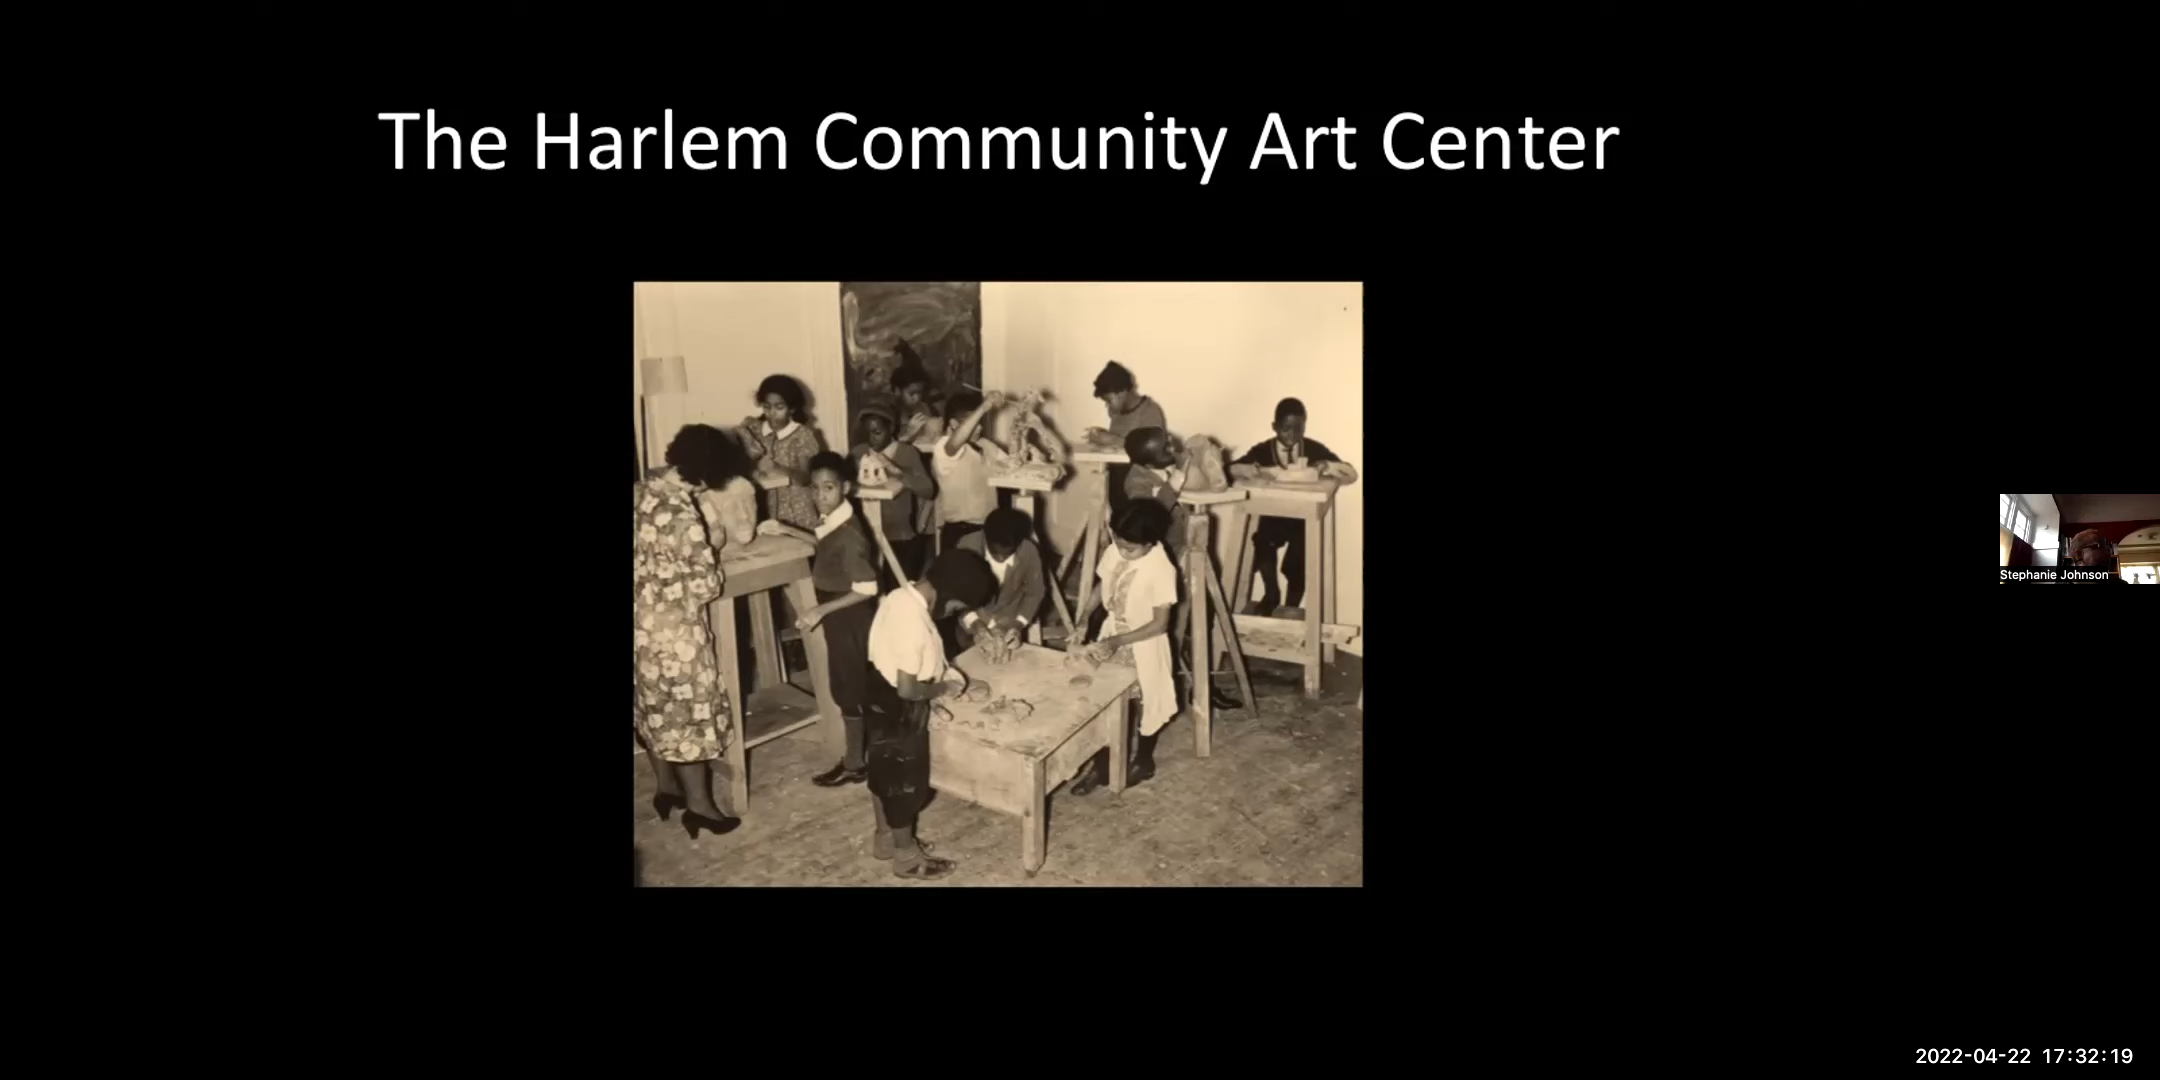 The Harlem Community Art Center
Stephanie Johnson
2022-04-22 17:32:19